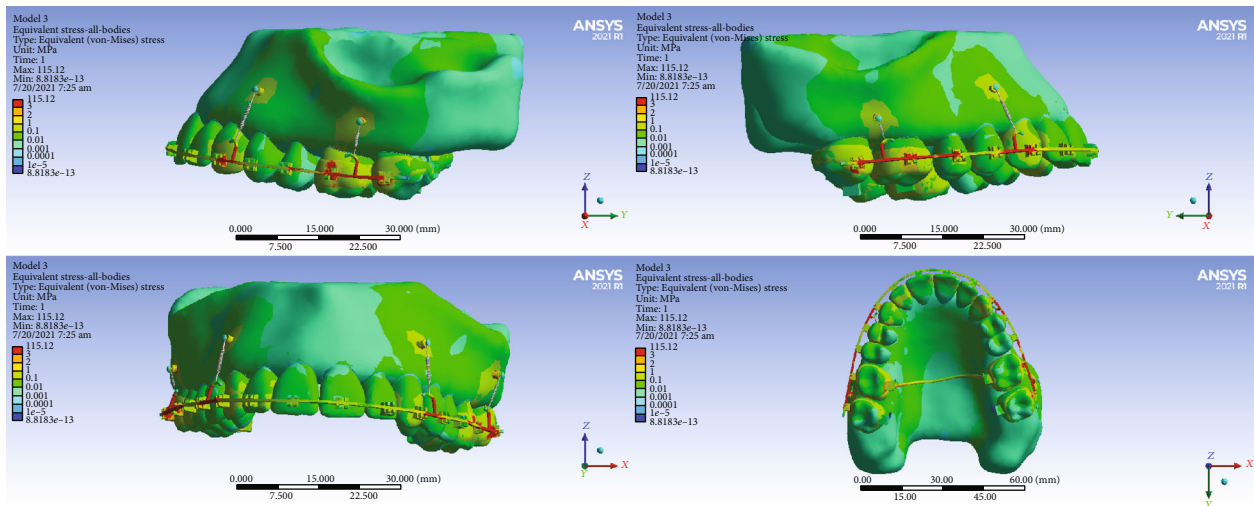 Model 3
Equivalent stress-all-bodies
Type: Equivalent (von-Mises) stress
Unit: MPa
Time: 1
Max: 115.12
Min: 8.8183e–13
7/20/2021 7:25 am
115.12
3
2
1
0.1
0.01
0.001
0.0001
1e–5
8.8183e–13
ANSYS
2021 R1
Z
Y
X
0.000 15.000 30.000 (mm)
7.500 22.500
Model 3
Equivalent stress-all-bodies
Type: Equivalent (von-Mises) stress
Unit: MPa
Time: 1
Max: 115.12
Min: 8.8183e–13
7/20/2021 7:25 am
115.12
3
2
1
0.1
0.01
0.001
0.0001
1e–5
8.8183e–13
ANSYS
2021 R1
Z
Y
X
0.000 15.000 30.000 (mm)
7.500 22.500
Model 3
Equivalent stress-all-bodies
Type: Equivalent (von-Mises) stress
Unit: MPa
Time: 1
Max: 115.12
Min: 8.8183e–13
7/20/2021 7:25 am
115.12
3
2
1
0.1
0.01
0.001
0.0001
1e–5
8.8183e–13
ANSYS
2021 R1
Z
X
Y
0.000 15.000 30.000 (mm)
7.500 22.500
Model 3
Equivalent stress-all-bodies
Type: Equivalent (von-Mises) stress
Unit: MPa
Time: 1
Max: 115.12
Min: 8.8183e–13
7/20/2021 7:25 am
115.12
3
2
1
0.1
0.01
0.001
0.0001
1e–5
8.8183e–13
ANSYS
2021 R1
Z
X
Y
0.00 30.00 60.00 (mm)
15.00 45.00